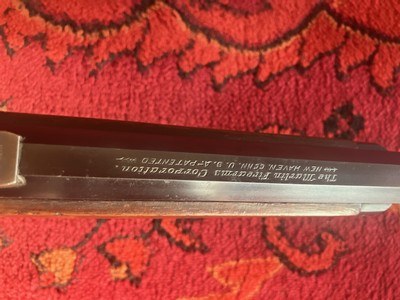 The Marlin Firearms Corporation.
NEW HAVEN, CONN. U. S. A. PATENTED